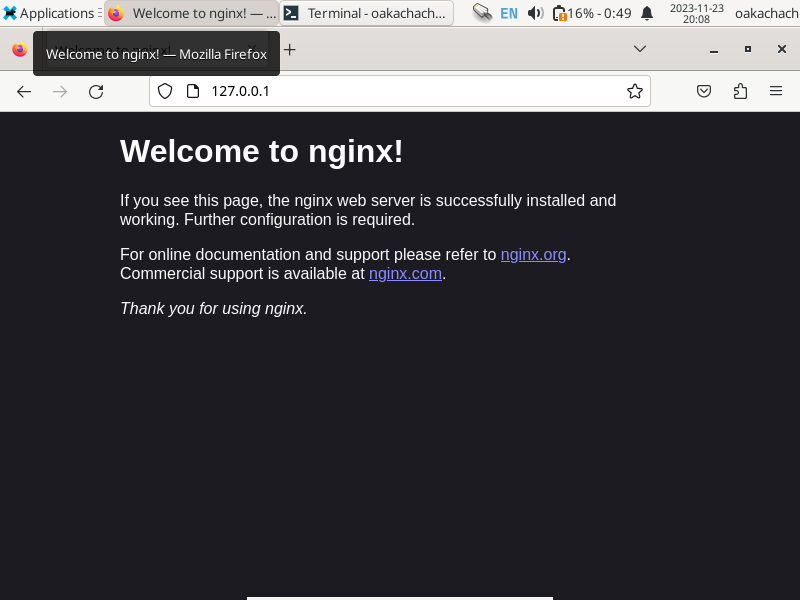 Applications
Welcome to nginx! — ...
Terminal - oakachach...
EN
16% - 0:49
2023-11-23
20:08
oakachach
Welcome to nginx! — Mozilla Firefox
127.0.0.1
Welcome to nginx!
If you see this page, the nginx web server is successfully installed and
working. Further configuration is required.
For online documentation and support please refer to nginx.org.
Commercial support is available at nginx.com.
Thank you for using nginx.